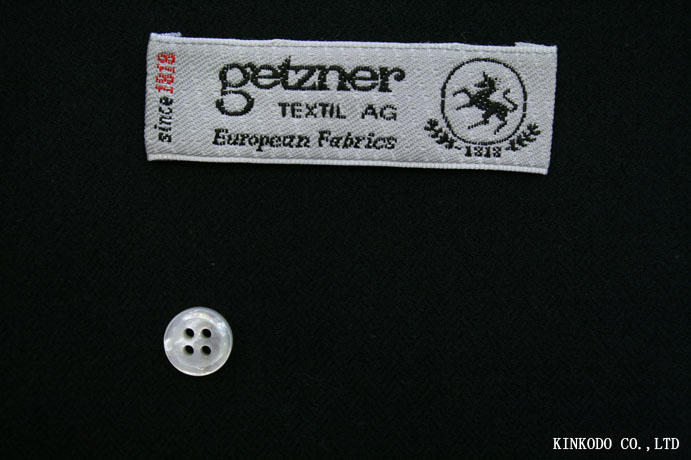 since 1818
getzner
TEXTIL AG
European Fabrics
1818
KINKODO CO.,LTD